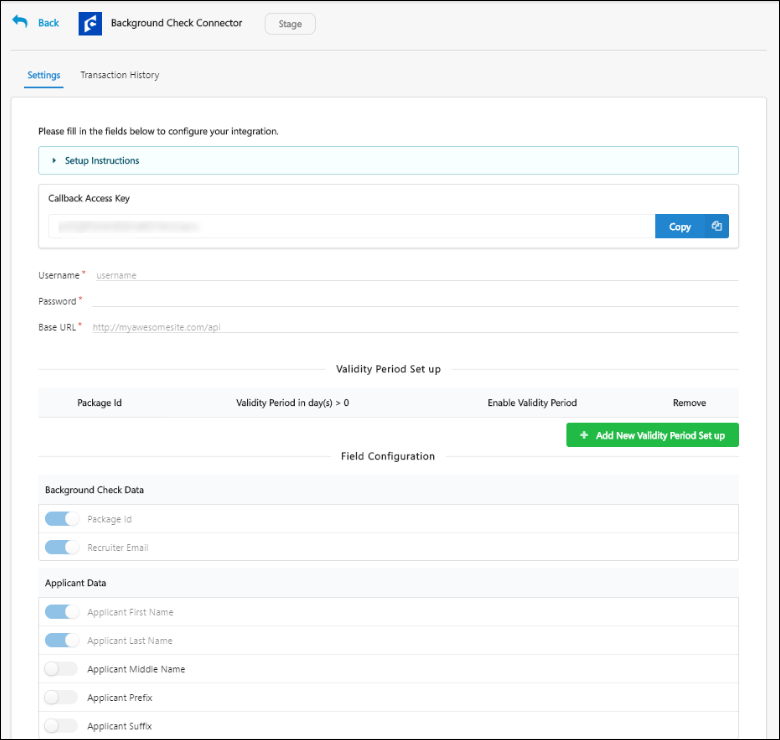 Back
Background Check Connector
Stage
Settings
Transaction History
Please fill in the fields below to configure your integration.
Setup Instructions
Callback Access Key
Copy
Username *
username
Password *
Base URL *
http://myawesomesite.com/api
Validity Period Set up
Package Id
Validity Period in day(s) > 0
Enable Validity Period
Remove
+ Add New Validity Period Set up
Field Configuration
Background Check Data
Package Id
Recruiter Email
Applicant Data
Applicant First Name
Applicant Last Name
Applicant Middle Name
Applicant Prefix
Applicant Suffix